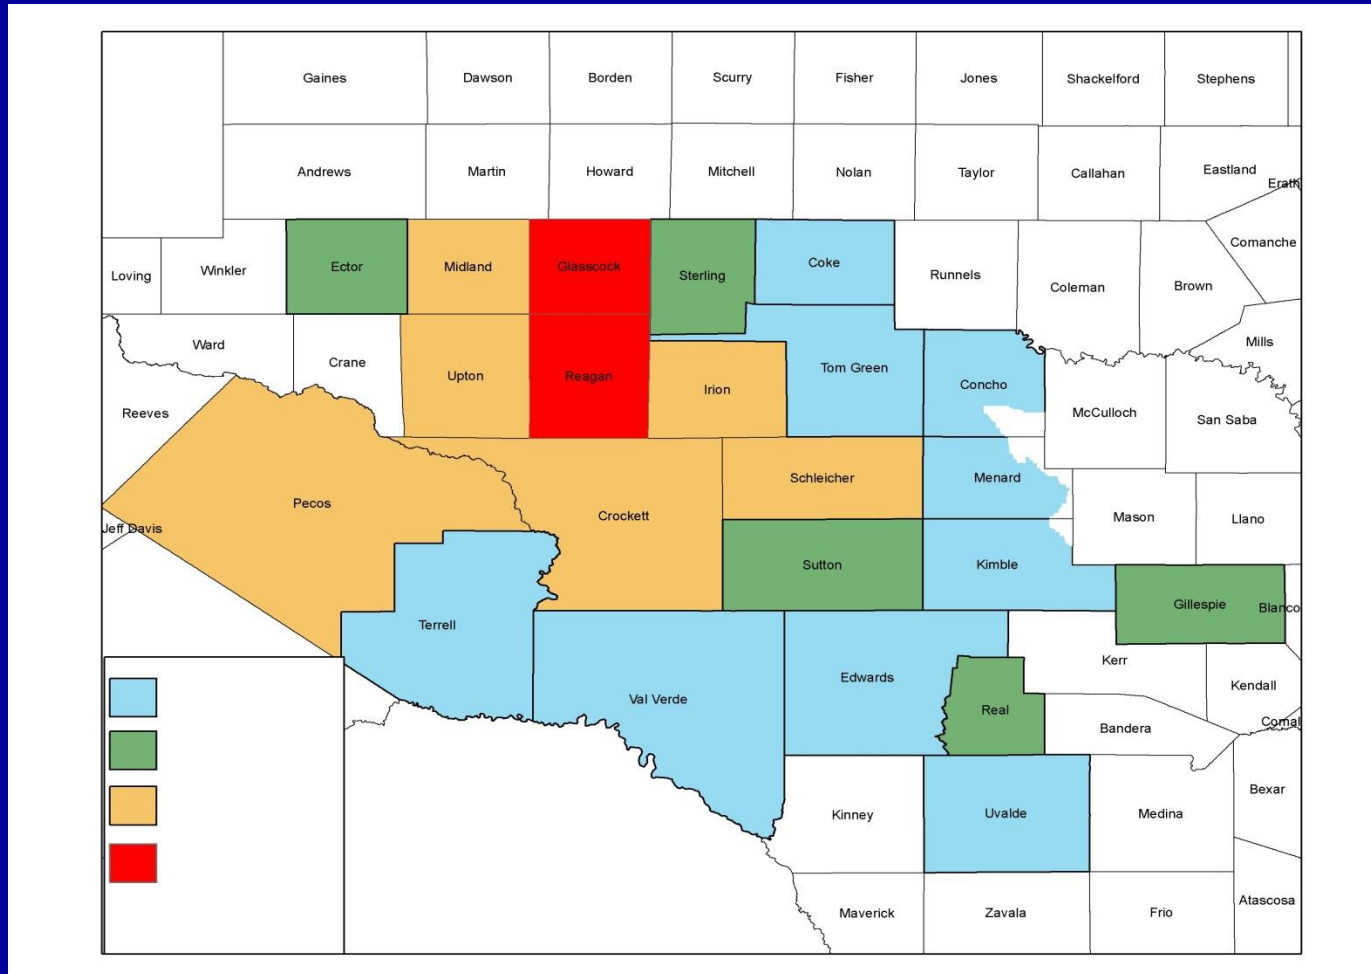 Gaines Dawson Borden Scurry Fisher Jones Shackelford Stephens
Andrews Martin Howard Mitchell Nolan Taylor Callahan Eastland
Erath
Loving Winkler Ector Midland Glasscock Sterling Coke Runnels Coleman Brown Comanche
Ward Crane Upton Reagan Irion Tom Green Concho Mills
Reeves McCulloch San Saba
Pecos Crockett Schleicher Menard Mason Llano
Jeff Davis
Sutton Kimble Gillespie Blanco
Terrell Val Verde Edwards Real Kerr Kendall
Bandera Comal
Kinney Uvalde Medina Bexar
Maverick Zavala Frio Atascosa